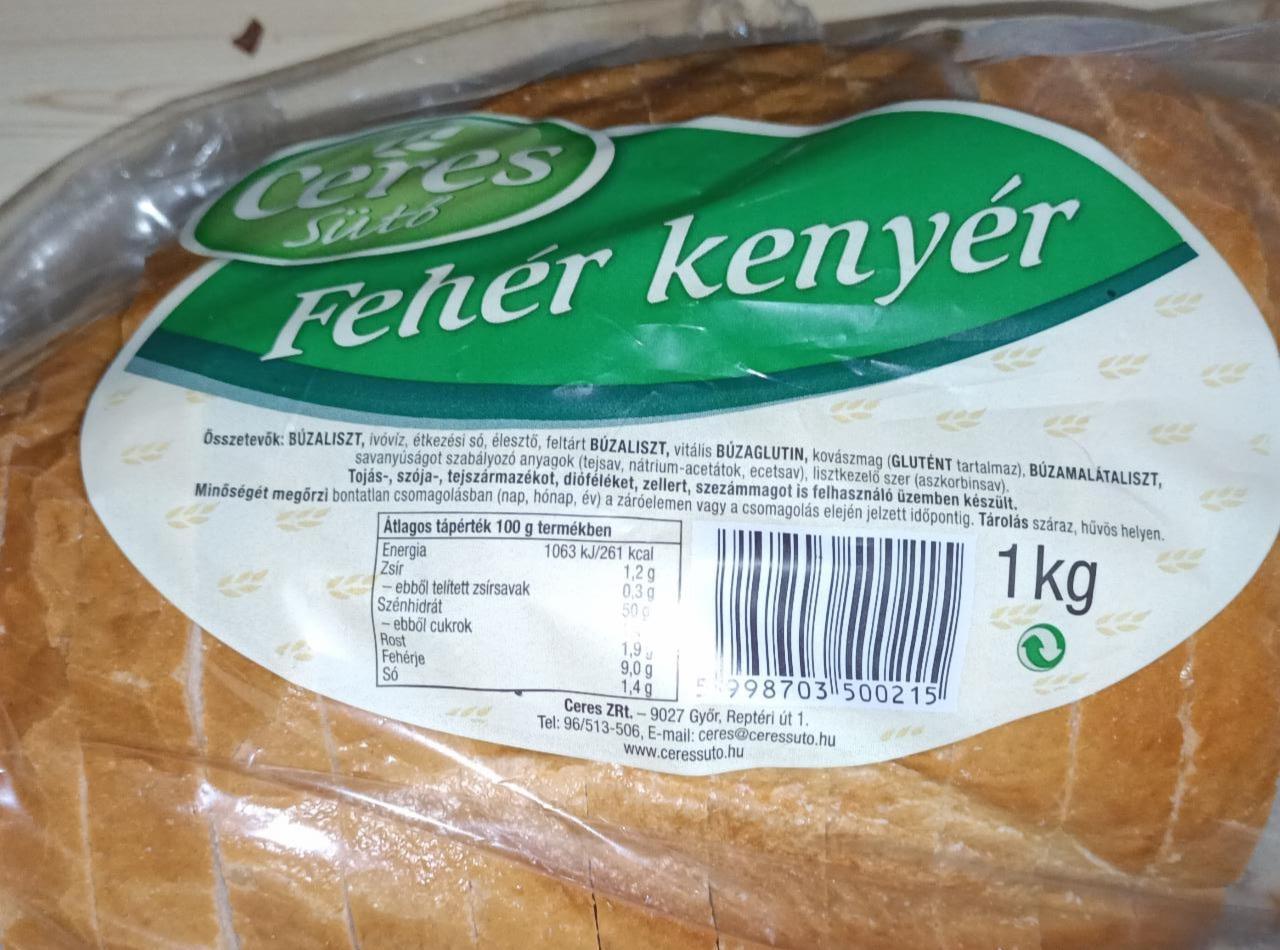 Ceres
Sütő
Fehér kenyér
Összetevők: BÚZALISZT, ivóvíz, étkezési só, élesztő, feltárt BÚZALISZT, vitális BÚZAGLUTIN, kovászmag (GLUTÉNT tartalmaz), BÚZAMALÁTALISZT,
savanyúságot szabályozó anyagok (tejsav, nátrium-acetátok, ecetsav), lisztkezelő szer (aszkorbinsav).
Tojás-, szója-, tejszármazékot, dióféléket, zellert, szezámmagot is felhasználó üzemben készült.
Minőségét megőrzi bontatlan csomagolásban (nap, hónap, év) a záróelemen vagy a csomagolás elején jelzett időpontig. Tárolás száraz, hűvös helyen.
Átlagos tápérték 100 g termékben
Energia 1063 kJ/261 kcal
Zsír 1,2 g
– ebből telített zsírsavak 0,3 g
Szénhidrát 50 g
– ebből cukrok
Rost 1,9 g
Fehérje 9,0 g
Só 1,4 g
5 998703 500215
1 kg
Ceres ZRt. – 9027 Győr, Reptéri út 1.
Tel: 96/513-506, E-mail: ceres@ceressuto.hu
www.ceressuto.hu